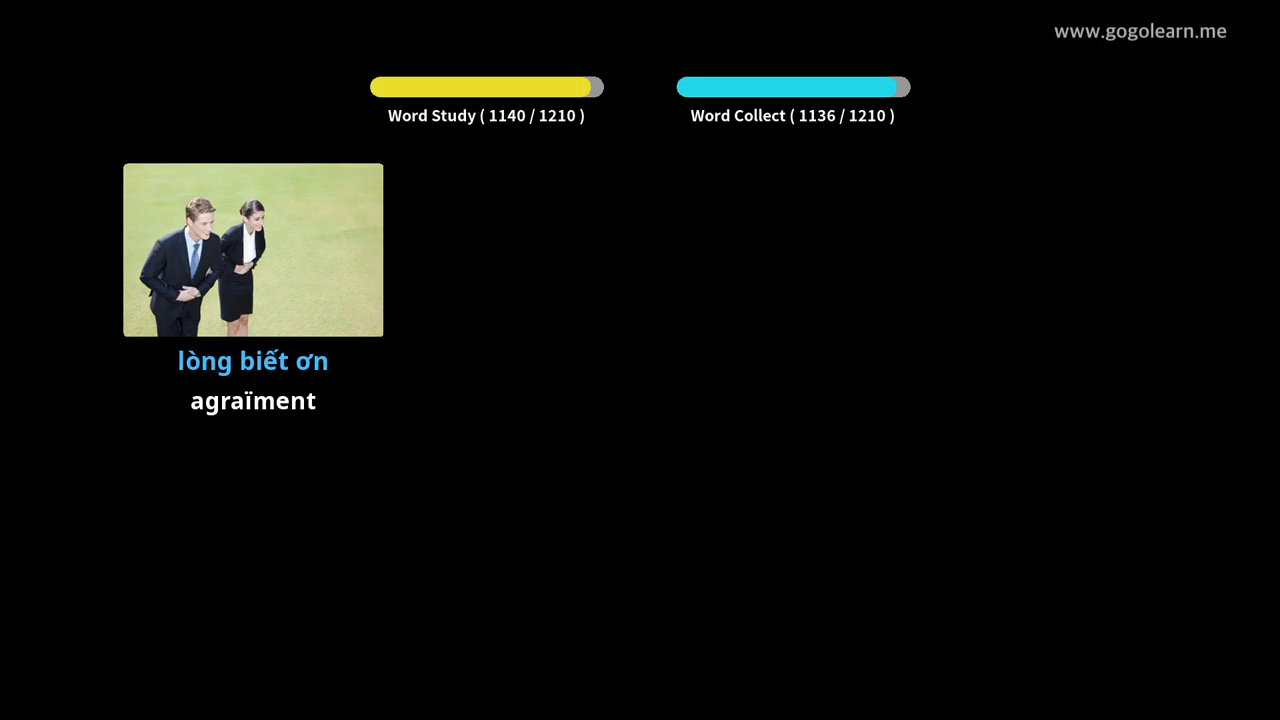 www.gogolearn.me
Word Study ( 1140 / 1210 )
Word Collect ( 1136 / 1210 )
lòng biết ơn
agraïment